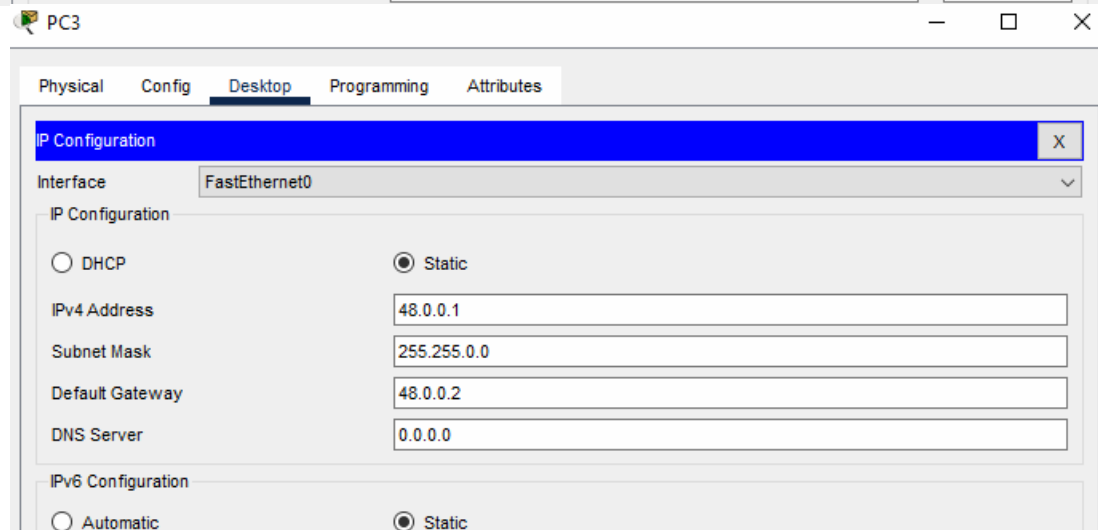 PC3
Physical Config Desktop Programming Attributes
IP Configuration X
Interface FastEthernet0
IP Configuration
DHCP Static
IPv4 Address 48.0.0.1
Subnet Mask 255.255.0.0
Default Gateway 48.0.0.2
DNS Server 0.0.0.0
IPv6 Configuration
Automatic Static